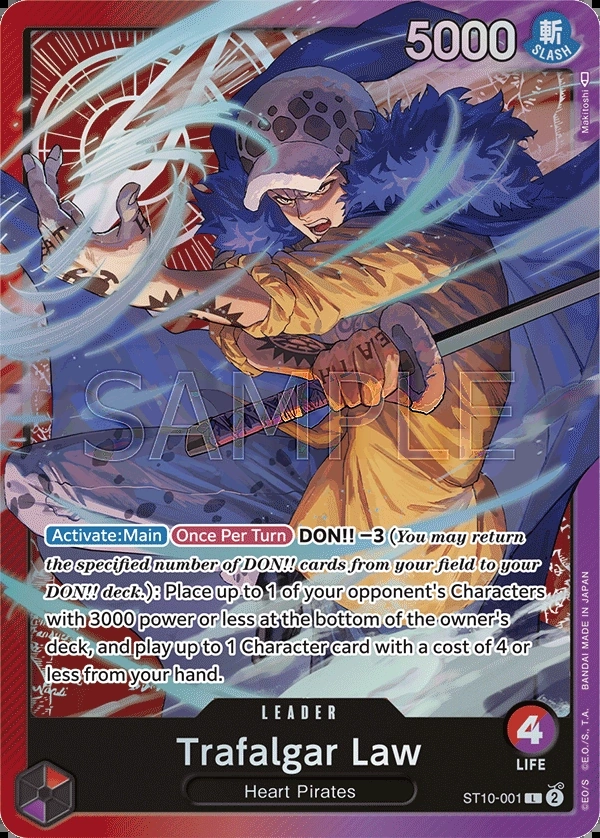 5000
斬
SLASH
Makitoshi
SAMPLE
E/A/TH
Activate:Main Once Per Turn DON!! −3 (You may return
the specified number of DON!! cards from your field to your
DON!! deck.): Place up to 1 of your opponent's Characters
with 3000 power or less at the bottom of the owner's
deck, and play up to 1 Character card with a cost of 4 or
less from your hand.
LEADER
Trafalgar Law
Heart Pirates
4
LIFE
ST10-001 L 2
©E.O/S ©E.O./S., T.A. BANDAI MADE IN JAPAN